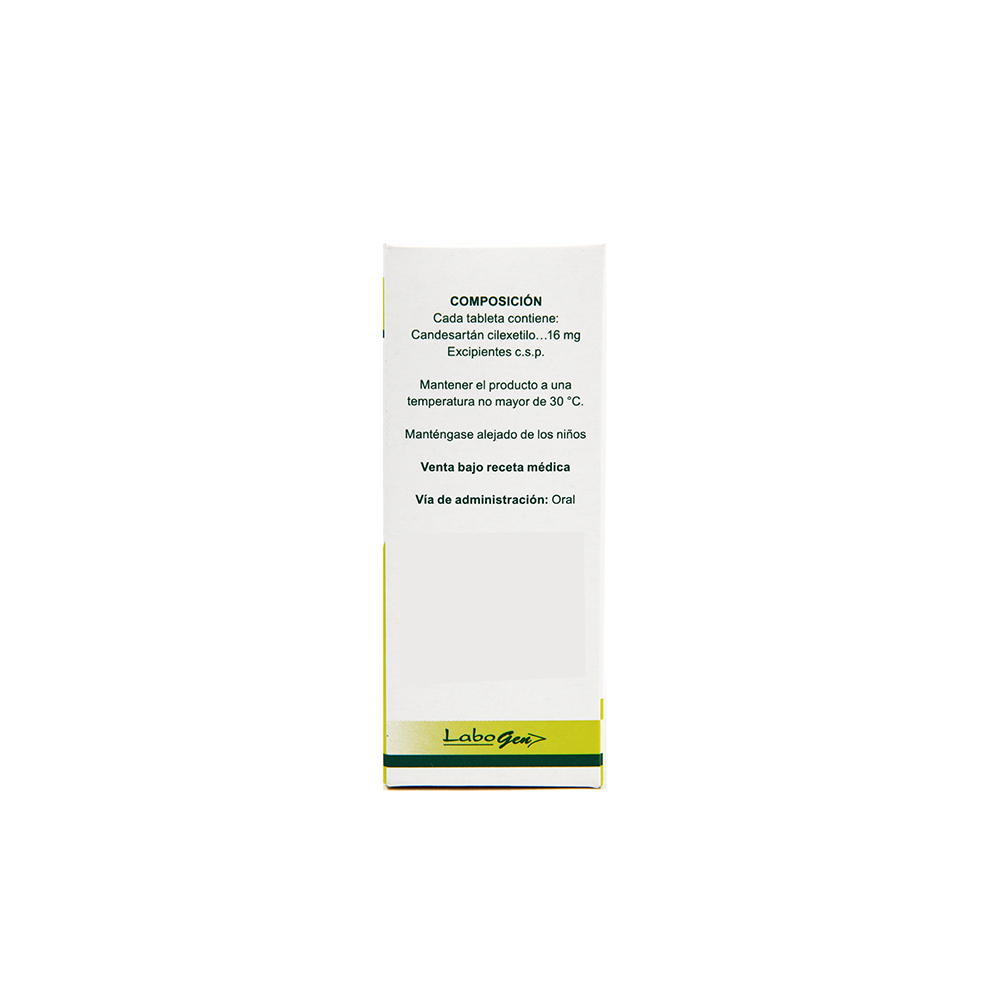 COMPOSICIÓN
Cada tableta contiene:
Candesartán cilexetilo...16 mg
Excipientes c.s.p.
Mantener el producto a una
temperatura no mayor de 30 °C.
Manténgase alejado de los niños
Venta bajo receta médica
Vía de administración: Oral
Labogen